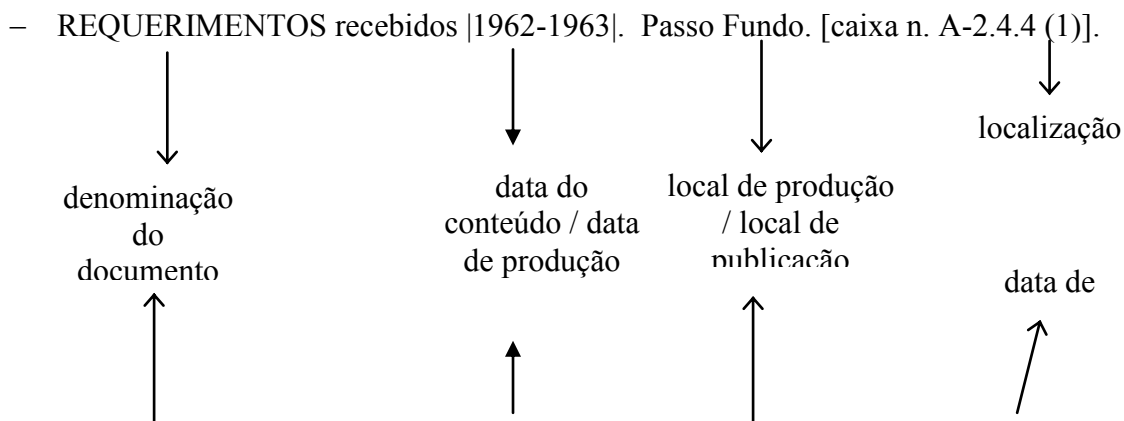 – REQUERIMENTOS recebidos |1962-1963|. Passo Fundo. [caixa n. A-2.4.4 (1)].
localização
denominação
do
documento
data do
conteúdo / data
de produção
local de produção
/ local de
publicação
data de